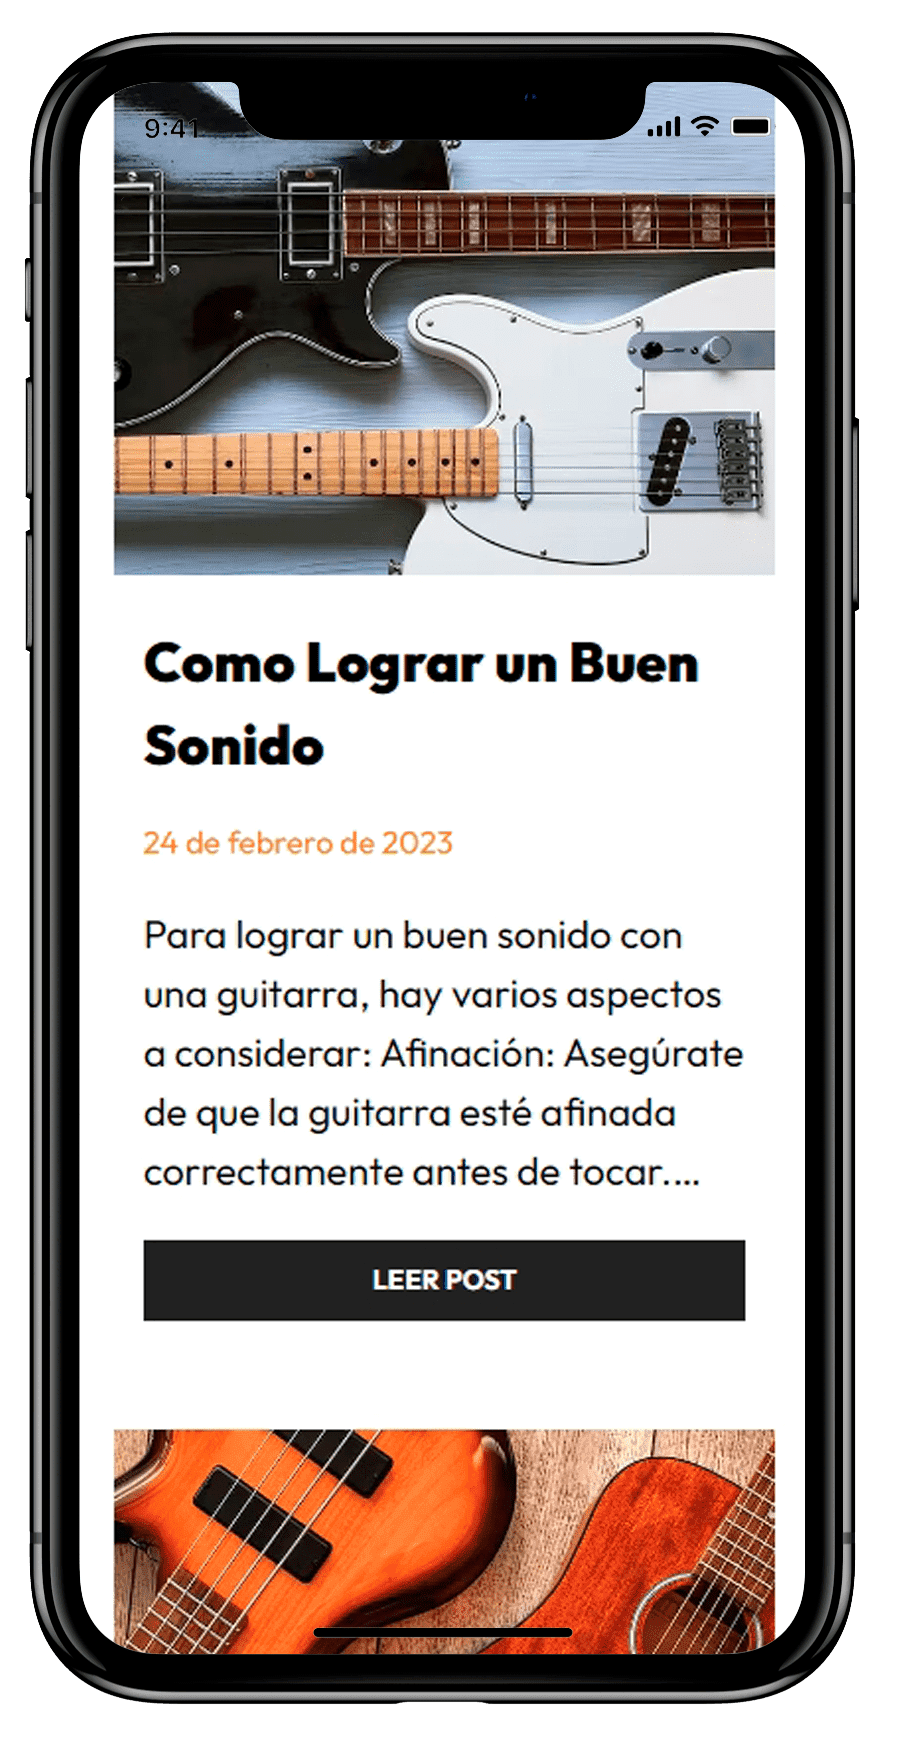 9:41
Como Lograr un Buen
Sonido
24 de febrero de 2023
Para lograr un buen sonido con
una guitarra, hay varios aspectos
a considerar: Afinación: Asegúrate
de que la guitarra esté afinada
correctamente antes de tocar....
LEER POST